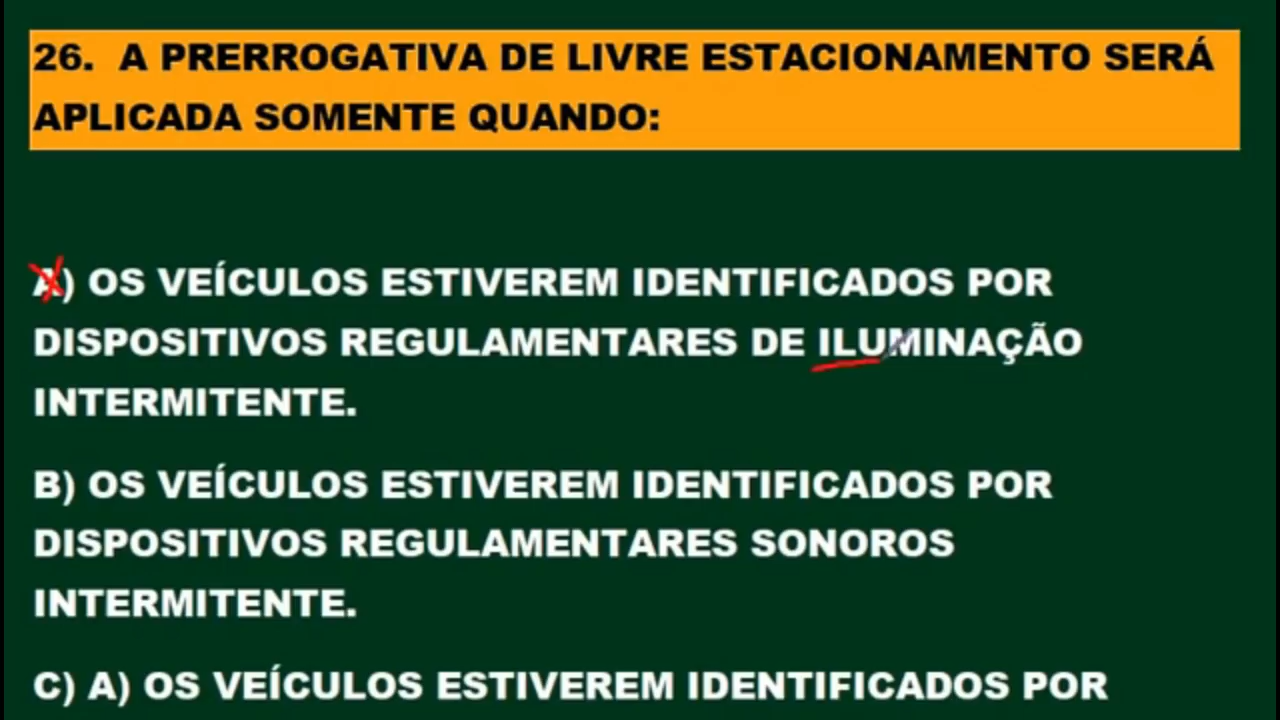 26. A PRERROGATIVA DE LIVRE ESTACIONAMENTO SERÁ
APLICADA SOMENTE QUANDO:
A) OS VEÍCULOS ESTIVEREM IDENTIFICADOS POR
DISPOSITIVOS REGULAMENTARES DE ILUMINAÇÃO
INTERMITENTE.
B) OS VEÍCULOS ESTIVEREM IDENTIFICADOS POR
DISPOSITIVOS REGULAMENTARES SONOROS
INTERMITENTE.
C) A) OS VEÍCULOS ESTIVEREM IDENTIFICADOS POR